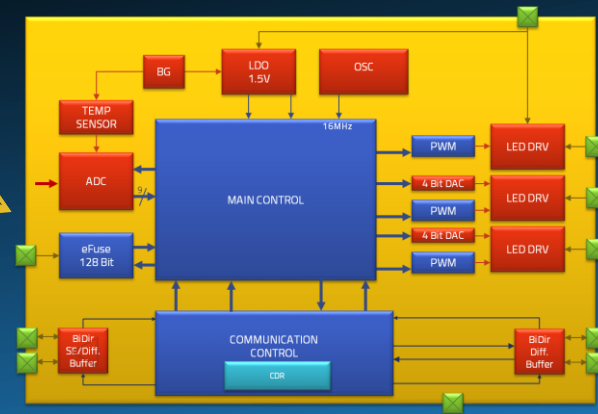 BG
LDO
1.5V
OSC
TEMP
SENSOR
16MHz
ADC
9
MAIN CONTROL
PWM
LED DRV
4 Bit DAC
LED DRV
PWM
4 Bit DAC
LED DRV
PWM
eFuse
128 Bit
BiDir
SE/Diff.
Buffer
COMMUNICATION
CONTROL
CDR
BiDir
Diff.
Buffer